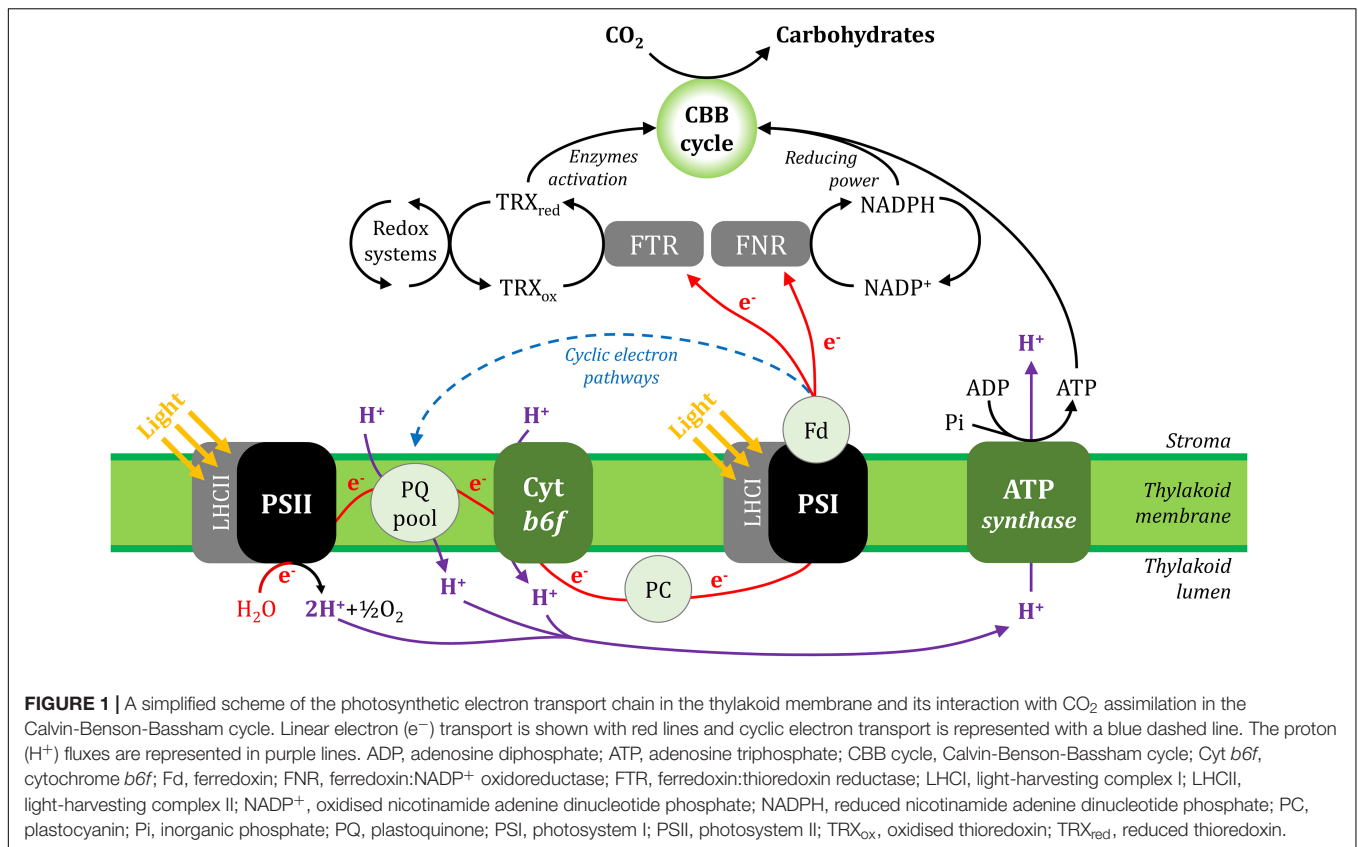 CO₂ Carbohydrates
CBB
cycle
Enzymes
activation
Reducing
power
TRX_red
NADPH
Redox
systems
FTR
FNR
TRX_ox
NADP⁺
e⁻
e⁻
Cyclic electron
pathways
H⁺
ADP
ATP
Pi
Light
H⁺
H⁺
Light
Fd
Stroma
LHCII
PSII
e⁻
PQ
pool
e⁻
Cyt
b6f
LHCI
PSI
ATP
synthase
Thylakoid
membrane
Thylakoid
lumen
e⁻
H₂O
2H⁺+½O₂
H⁺
H⁺
e⁻
PC
e⁻
H⁺
FIGURE 1 | A simplified scheme of the photosynthetic electron transport chain in the thylakoid membrane and its interaction with CO₂ assimilation in the
Calvin-Benson-Bassham cycle. Linear electron (e⁻) transport is shown with red lines and cyclic electron transport is represented with a blue dashed line. The proton
(H⁺) fluxes are represented in purple lines. ADP, adenosine diphosphate; ATP, adenosine triphosphate; CBB cycle, Calvin-Benson-Bassham cycle; Cyt b6f,
cytochrome b6f; Fd, ferredoxin; FNR, ferredoxin:NADP⁺ oxidoreductase; FTR, ferredoxin:thioredoxin reductase; LHCI, light-harvesting complex I; LHCII,
light-harvesting complex II; NADP⁺, oxidised nicotinamide adenine dinucleotide phosphate; NADPH, reduced nicotinamide adenine dinucleotide phosphate; PC,
plastocyanin; Pi, inorganic phosphate; PQ, plastoquinone; PSI, photosystem I; PSII, photosystem II; TRX_ox, oxidised thioredoxin; TRX_red, reduced thioredoxin.